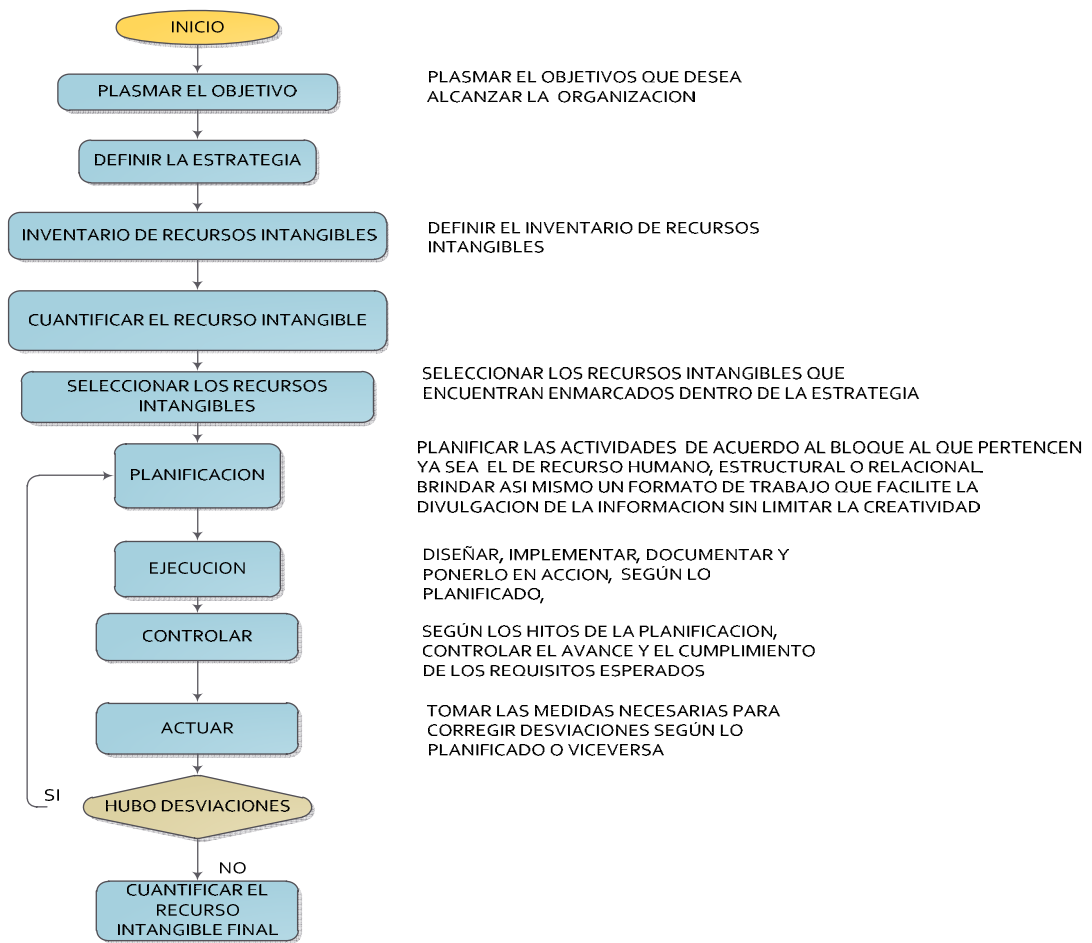 INICIO
PLASMAR EL OBJETIVO
PLASMAR EL OBJETIVOS QUE DESEA
ALCANZAR LA ORGANIZACION
DEFINIR LA ESTRATEGIA
INVENTARIO DE RECURSOS INTANGIBLES
DEFINIR EL INVENTARIO DE RECURSOS
INTANGIBLES
CUANTIFICAR EL RECURSO INTANGIBLE
SELECCIONAR LOS RECURSOS
INTANGIBLES
SELECCIONAR LOS RECURSOS INTANGIBLES QUE
ENCUENTRAN ENMARCADOS DENTRO DE LA ESTRATEGIA
PLANIFICACION
PLANIFICAR LAS ACTIVIDADES DE ACUERDO AL BLOQUE AL QUE PERTENCEN
YA SEA EL DE RECURSO HUMANO, ESTRUCTURAL O RELACIONAL.
BRINDAR ASI MISMO UN FORMATO DE TRABAJO QUE FACILITE LA
DIVULGACION DE LA INFORMACION SIN LIMITAR LA CREATIVIDAD
EJECUCION
DISEÑAR, IMPLEMENTAR, DOCUMENTAR Y
PONERLO EN ACCION, SEGÚN LO
PLANIFICADO,
CONTROLAR
SEGÚN LOS HITOS DE LA PLANIFICACION,
CONTROLAR EL AVANCE Y EL CUMPLIMIENTO
DE LOS REQUISITOS ESPERADOS
ACTUAR
TOMAR LAS MEDIDAS NECESARIAS PARA
CORREGIR DESVIACIONES SEGÚN LO
PLANIFICADO O VICEVERSA
SI
HUBO DESVIACIONES
NO
CUANTIFICAR EL
RECURSO
INTANGIBLE FINAL